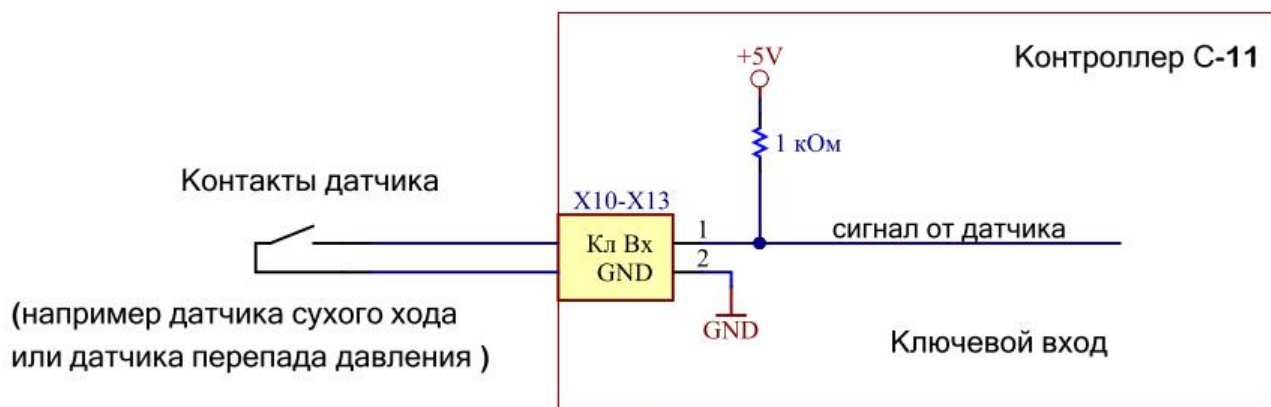 Контроллер С-11
+5V
1 кОм
Контакты датчика
X10-X13
Кл Вх
1
сигнал от датчика
GND
2
GND
(например датчика сухого хода
или датчика перепада давления )
Ключевой вход